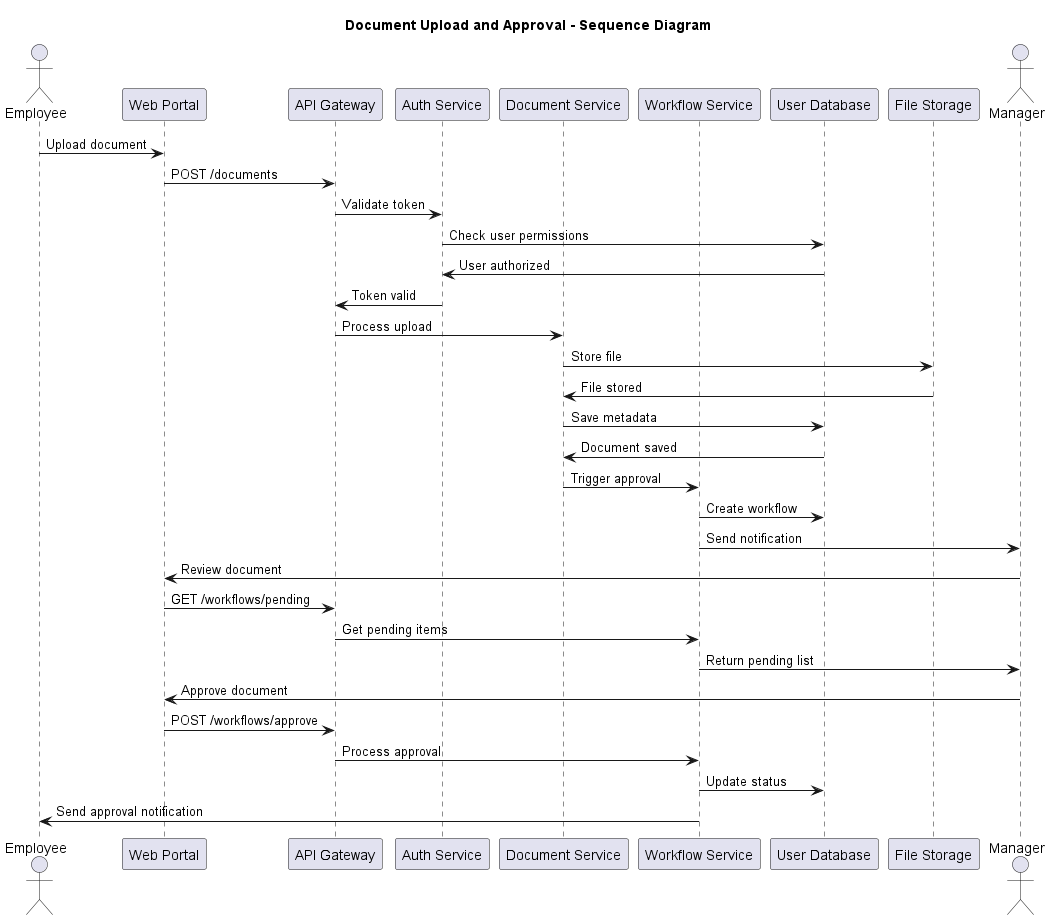 Document Upload and Approval - Sequence Diagram
Employee
Web Portal
API Gateway
Auth Service
Document Service
Workflow Service
User Database
File Storage
Manager
Upload document
POST /documents
Validate token
Check user permissions
User authorized
Token valid
Process upload
Store file
File stored
Save metadata
Document saved
Trigger approval
Create workflow
Send notification
Review document
GET /workflows/pending
Get pending items
Return pending list
Approve document
POST /workflows/approve
Process approval
Update status
Send approval notification
Employee
Web Portal
API Gateway
Auth Service
Document Service
Workflow Service
User Database
File Storage
Manager